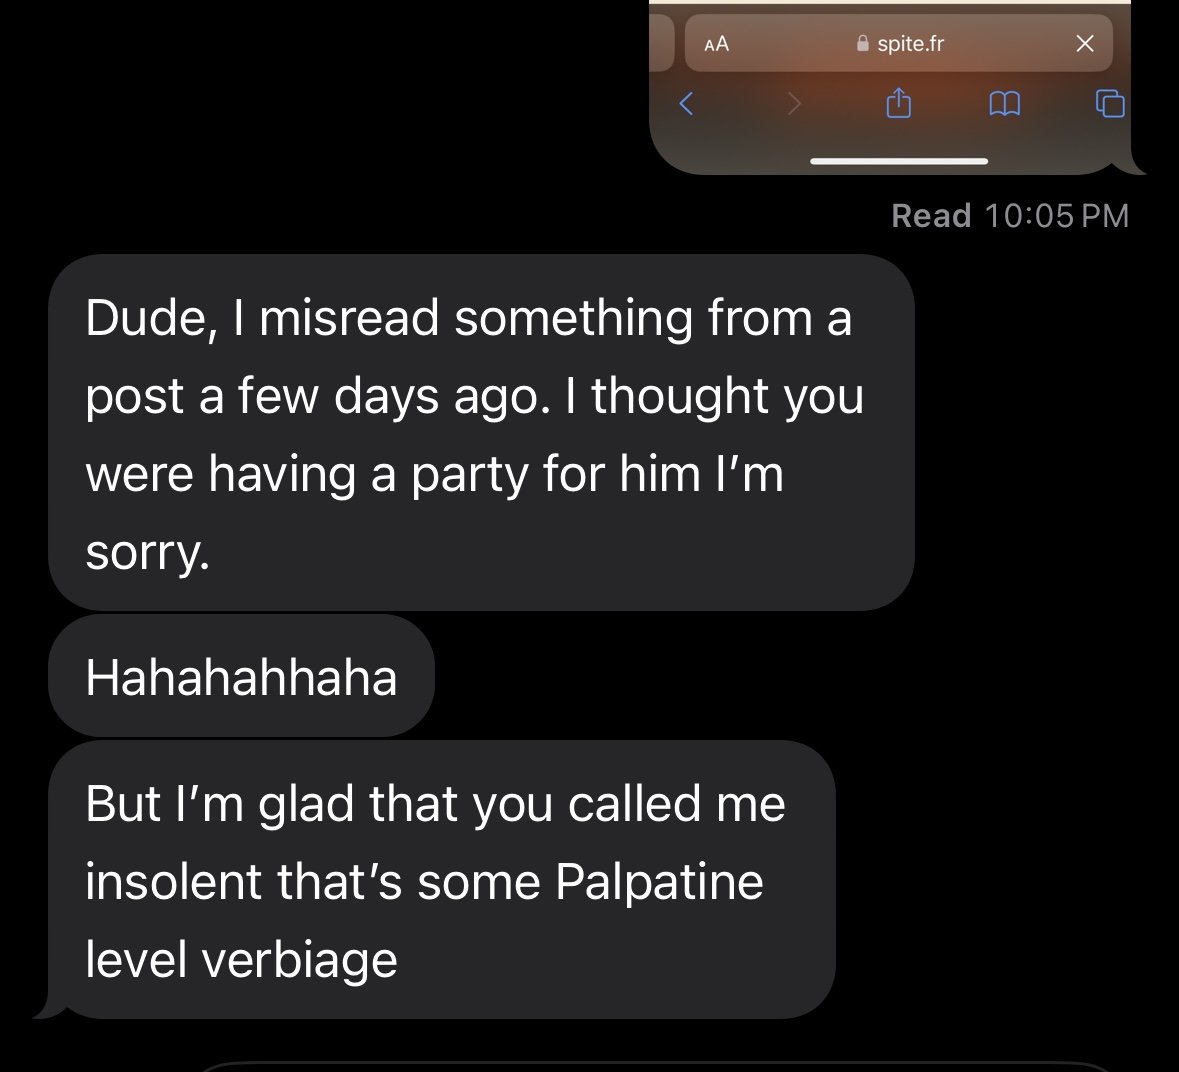 AA spite.fr
Read 10:05 PM
Dude, I misread something from a
post a few days ago. I thought you
were having a party for him I’m
sorry.
Hahahahhaha
But I’m glad that you called me
insolent that’s some Palpatine
level verbiage